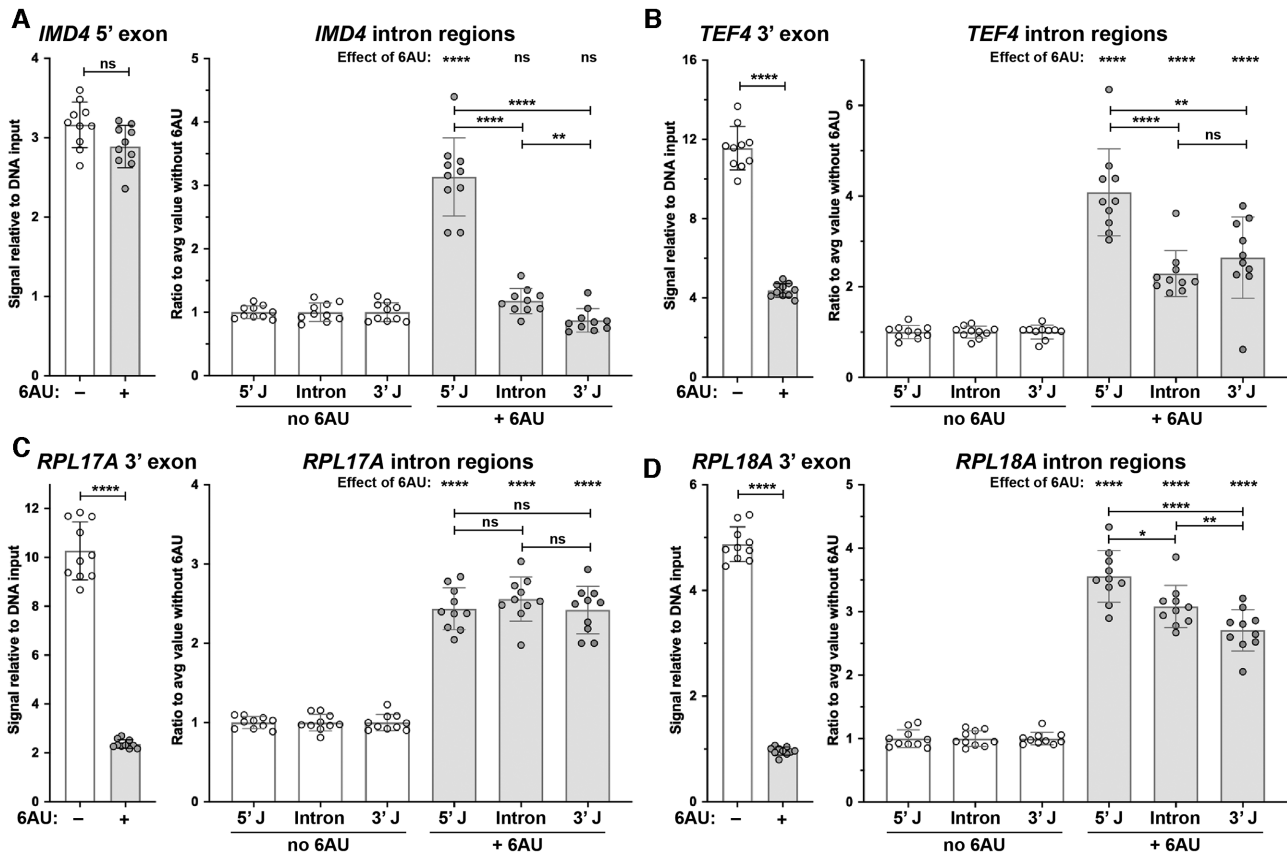 A
IMD4 5’ exon
Signal relative to DNA input
4
3
2
1
0
ns
6AU: – +
IMD4 intron regions
Effect of 6AU: **** ns ns
Ratio to avg value without 6AU
5
4
3
2
1
0
****
****
**
5’ J Intron 3’ J 5’ J Intron 3’ J
no 6AU + 6AU
B
TEF4 3’ exon
Signal relative to DNA input
16
12
8
4
0
****
6AU: – +
TEF4 intron regions
Effect of 6AU: **** **** ****
Ratio to avg value without 6AU
6
4
2
0
**
****
ns
5’ J Intron 3’ J 5’ J Intron 3’ J
no 6AU + 6AU
C
RPL17A 3’ exon
Signal relative to DNA input
12
10
8
6
4
2
0
****
6AU: – +
RPL17A intron regions
Effect of 6AU: **** **** ****
Ratio to avg value without 6AU
4
3
2
1
0
ns
ns
ns
5’ J Intron 3’ J 5’ J Intron 3’ J
no 6AU + 6AU
D
RPL18A 3’ exon
Signal relative to DNA input
6
4
2
0
****
6AU: – +
RPL18A intron regions
Effect of 6AU: **** **** ****
Ratio to avg value without 6AU
5
4
3
2
1
0
****
**
*
5’ J Intron 3’ J 5’ J Intron 3’ J
no 6AU + 6AU